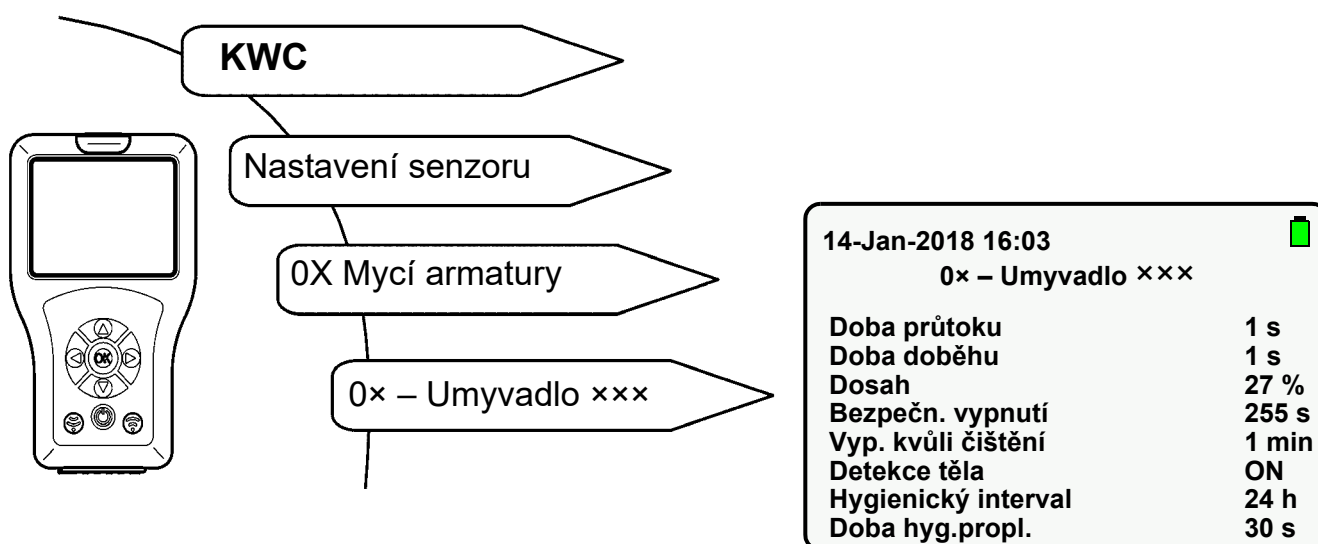 KWC
Nastavení senzoru
0X Mycí armatury
0× – Umyvadlo ×××
OK
14-Jan-2018 16:03
0× – Umyvadlo ×××
Doba průtoku 1 s
Doba doběhu 1 s
Dosah 27 %
Bezpečn. vypnutí 255 s
Vyp. kvůli čištění 1 min
Detekce těla ON
Hygienický interval 24 h
Doba hyg.propl. 30 s